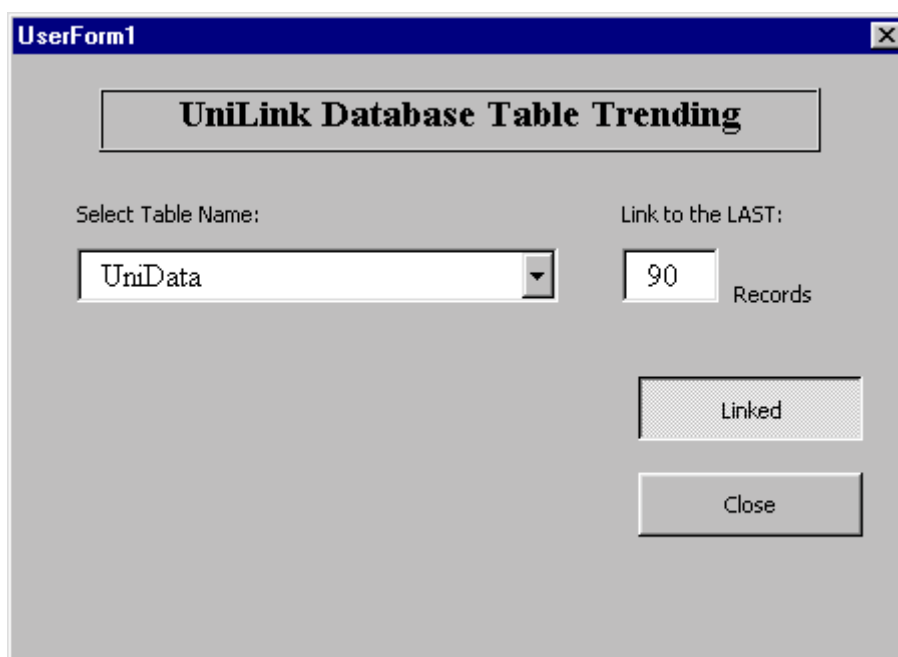 UserForm1
UniLink Database Table Trending
Select Table Name:
Link to the LAST:
UniData
90
Records
Linked
Close